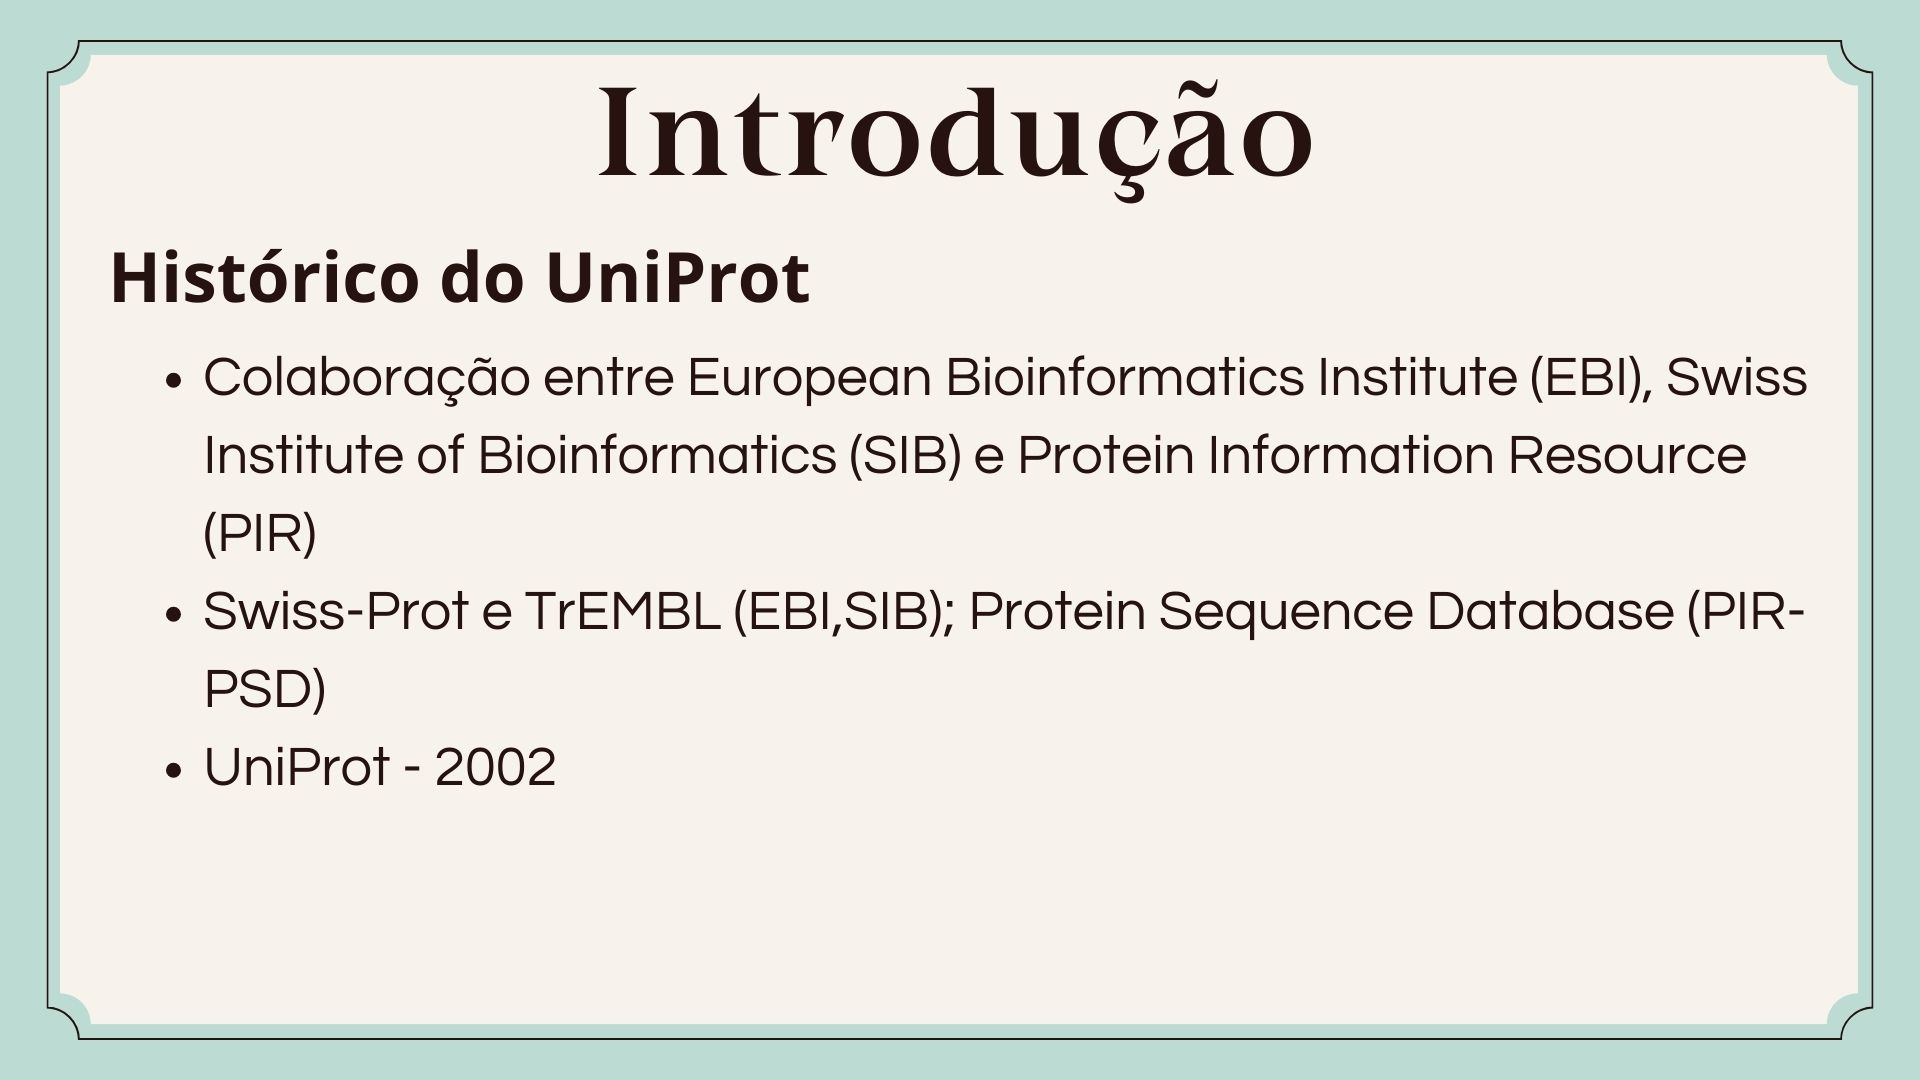 Introdução
Histórico do UniProt
• Colaboração entre European Bioinformatics Institute (EBI), Swiss
Institute of Bioinformatics (SIB) e Protein Information Resource
(PIR)
• Swiss-Prot e TrEMBL (EBI,SIB); Protein Sequence Database (PIR-
PSD)
• UniProt - 2002